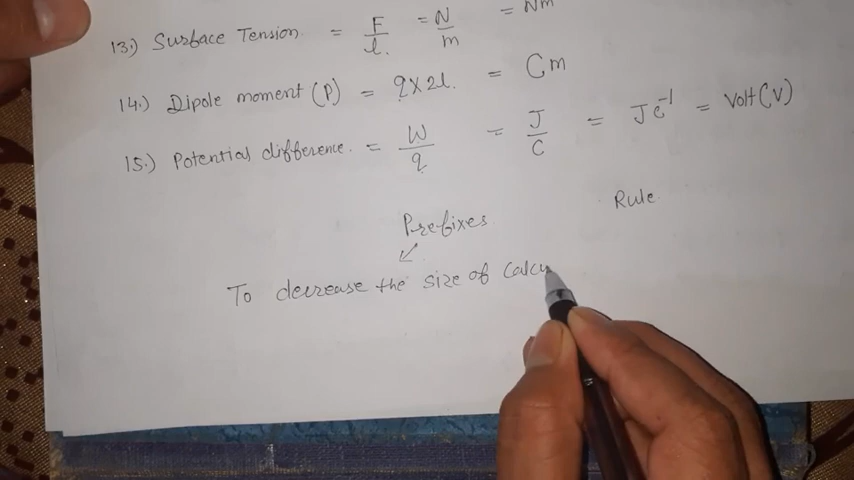 13.) Surface Tension = F/l. = N/m = Nm
14.) Dipole moment (P) = q×2l. = Cm
15.) Potential difference. = W/q = J/C = JC⁻¹ = Volt(V)
Rule
Prefixes
To decrease the size of Calcu